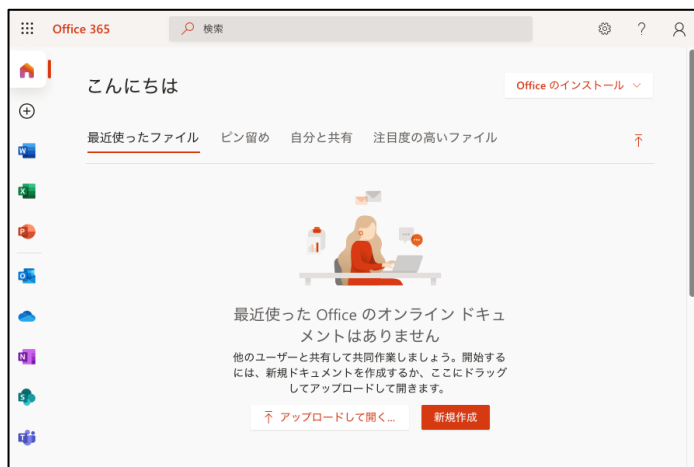 Office 365
検索
?
こんにちは
Office のインストール
最近使ったファイル ピン留め 自分と共有 注目度の高いファイル
W
X
P
O
N
S
T
最近使った Office のオンライン ドキュ
メントはありません
他のユーザーと共有して共同作業しましょう。開始する
には、新規ドキュメントを作成するか、ここにドラッグ
してアップロードして開きます。
アップロードして開く... 新規作成